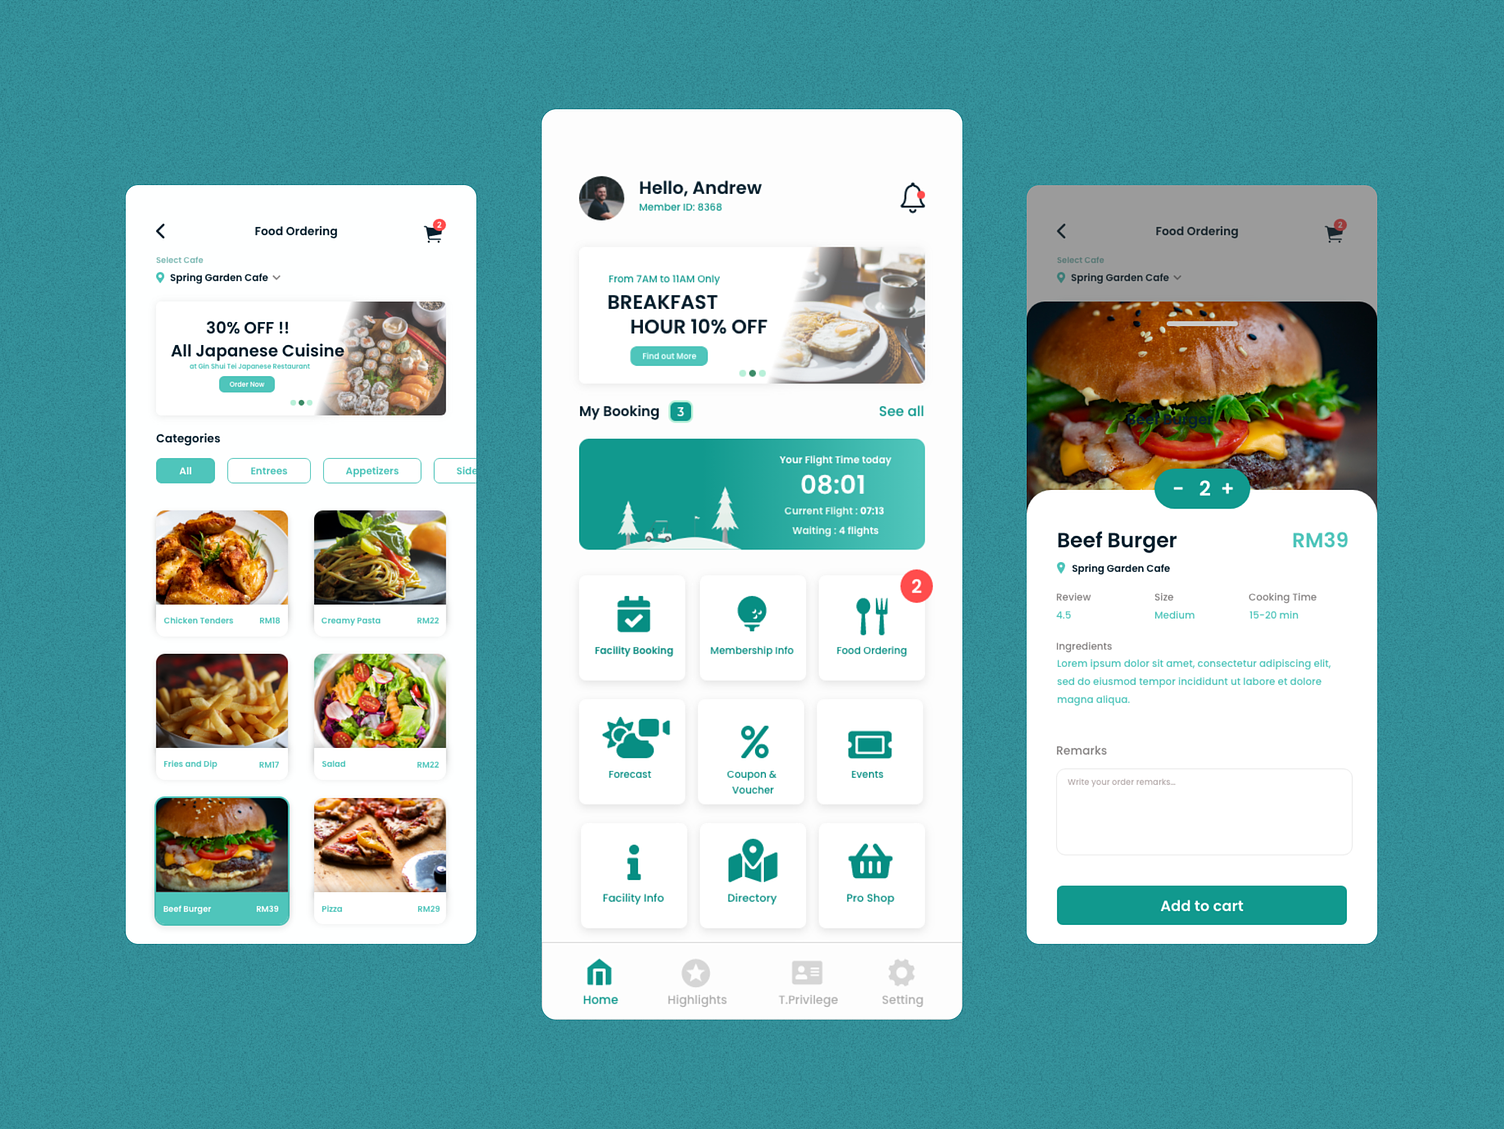 Food Ordering
2
Select Cafe
Spring Garden Cafe
30% OFF !!
All Japanese Cuisine
at Gin Shui Tei Japanese Restaurant
Order Now
Categories
All
Entrees
Appetizers
Side
Chicken Tenders RM18
Creamy Pasta RM22
Fries and Dip RM17
Salad RM22
Beef Burger RM39
Pizza RM29
Hello, Andrew
Member ID: 8368
From 7AM to 11AM Only
BREAKFAST
HOUR 10% OFF
Find out More
My Booking 3
See all
Your Flight Time today
08:01
Current Flight : 07:13
Waiting : 4 flights
2
Facility Booking
Membership Info
Food Ordering
Forecast
Coupon &
Voucher
Events
Facility Info
Directory
Pro Shop
Home
Highlights
T.Privilege
Setting
Food Ordering
2
Select Cafe
Spring Garden Cafe
Beef Burger
- 2 +
Beef Burger
RM39
Spring Garden Cafe
Review Size Cooking Time
4.5 Medium 15-20 min
Ingredients
Lorem ipsum dolor sit amet, consectetur adipiscing elit,
sed do eiusmod tempor incididunt ut labore et dolore
magna aliqua.
Remarks
Write your order remarks...
Add to cart